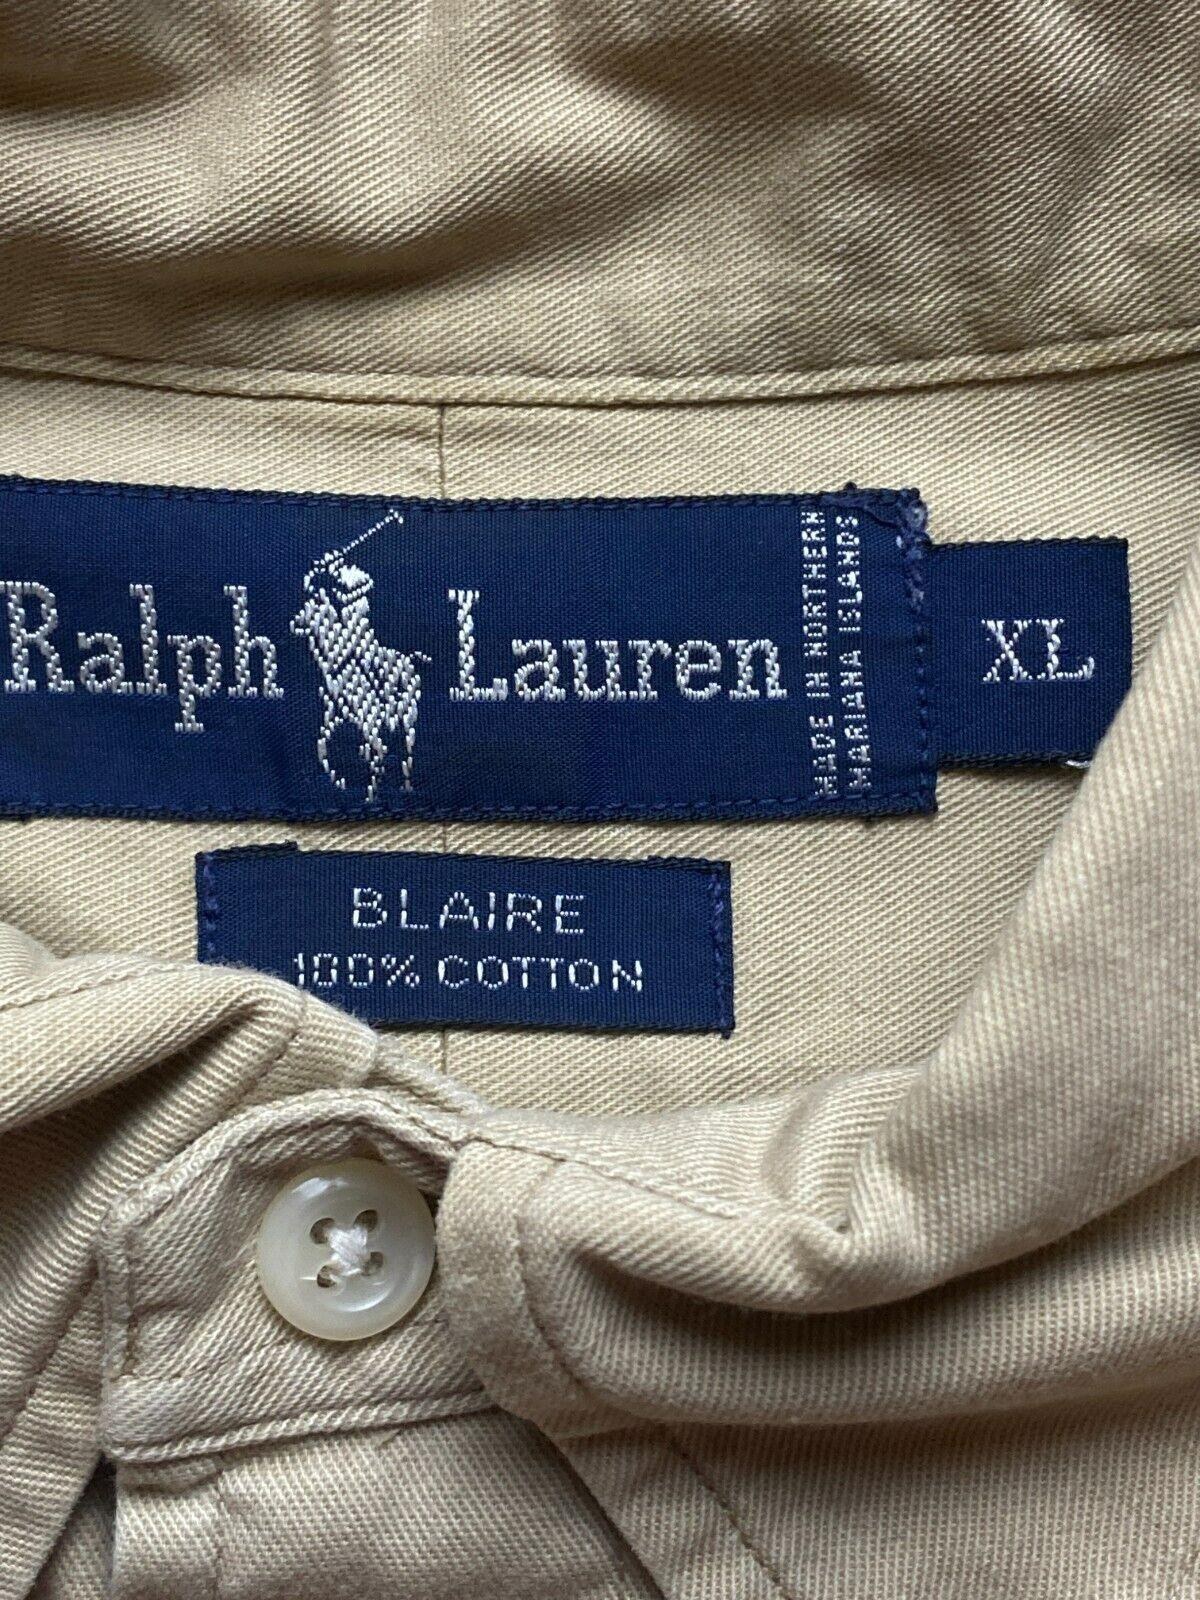 Ralph Lauren
MADE IN NORTHERN
MARIANA ISLANDS
XL
BLAIRE
100% COTTON